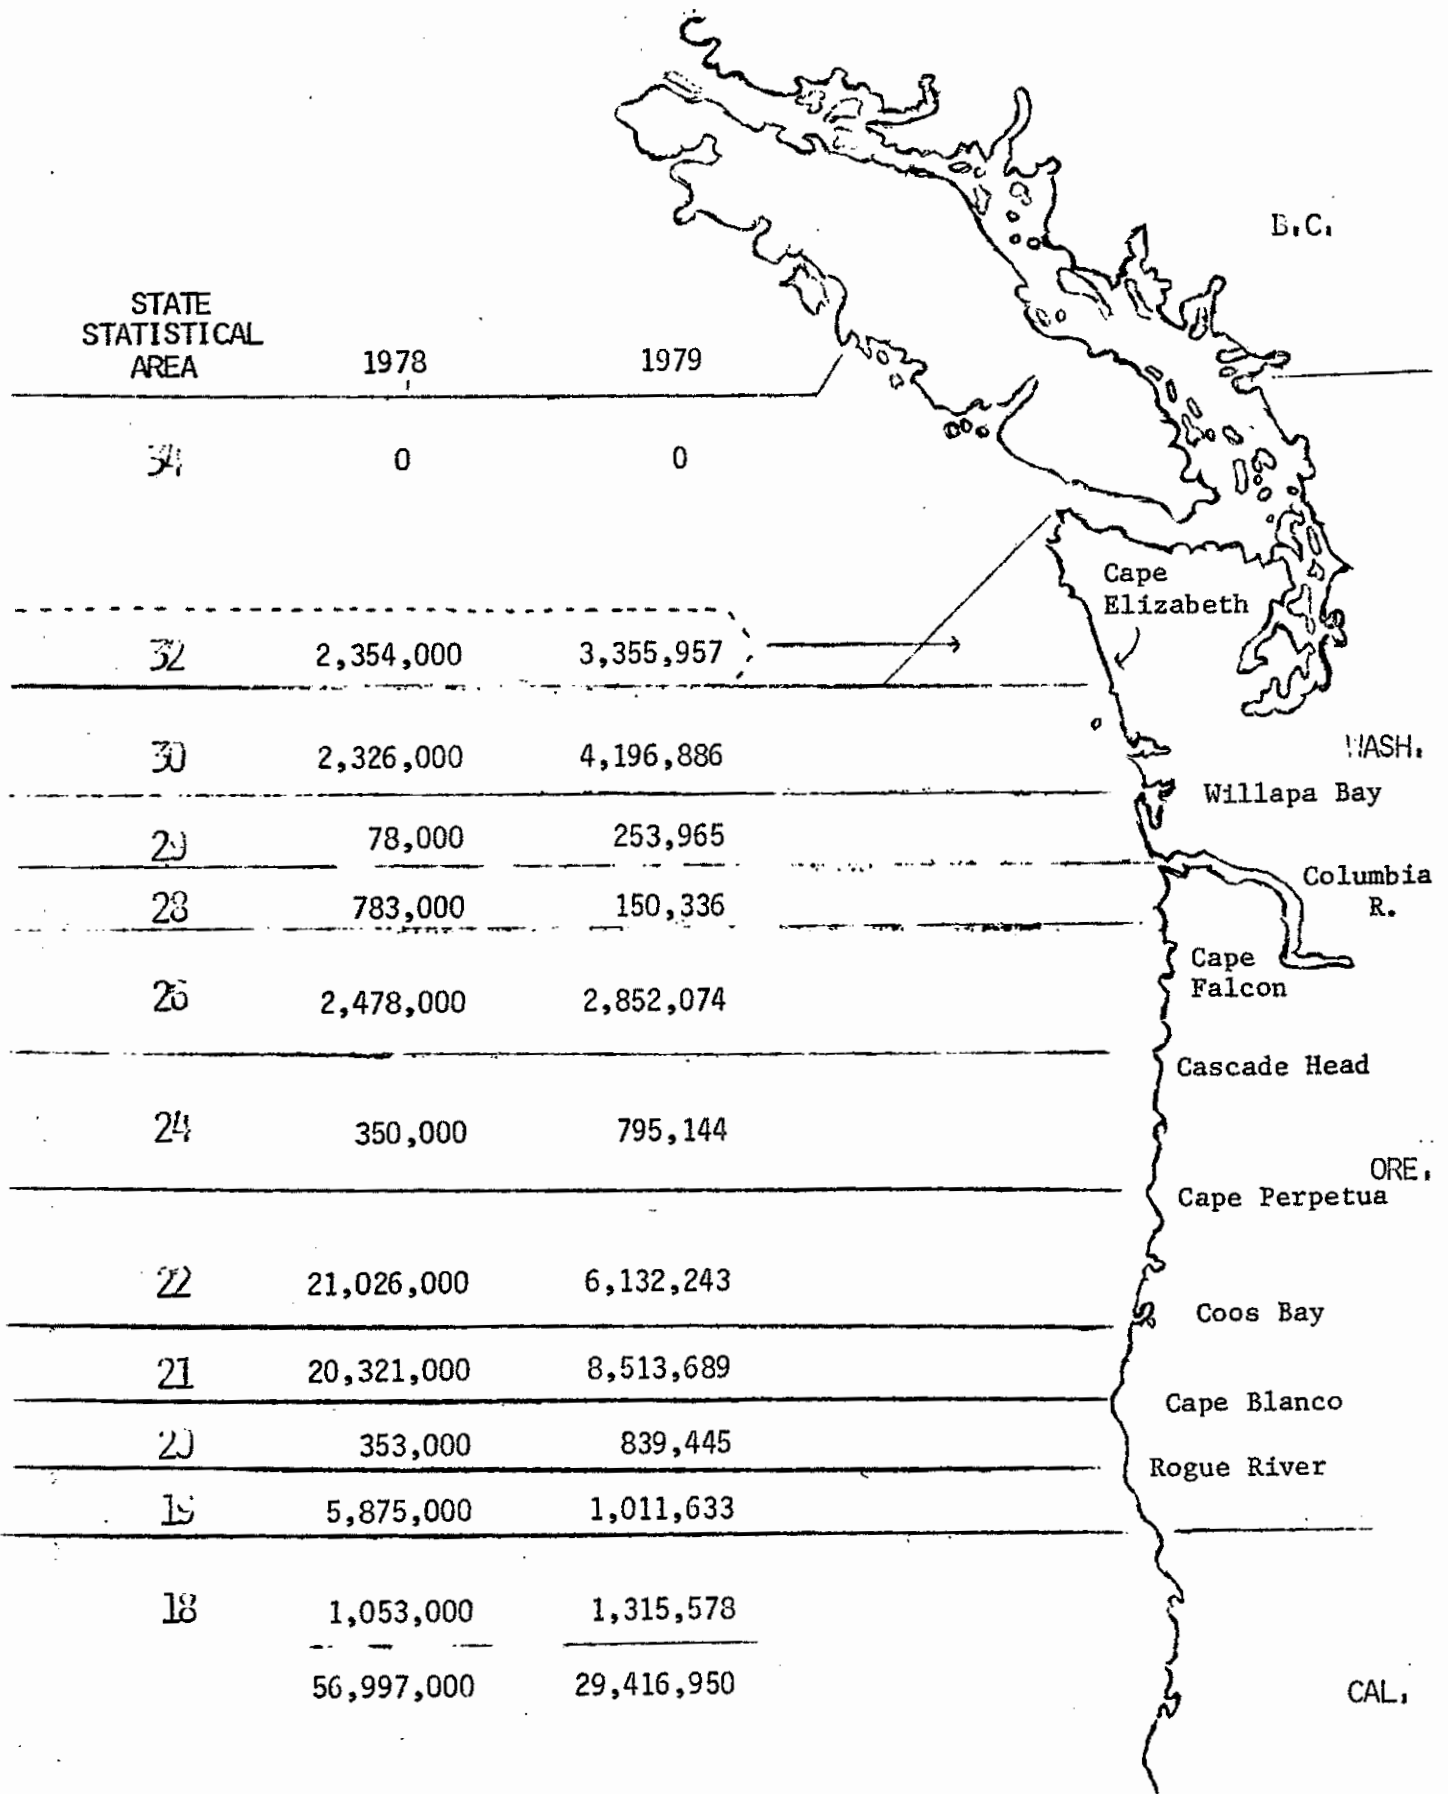 B.C.
STATE
STATISTICAL
AREA 1978 1979
34 0 0
Cape
Elizabeth
32 2,354,000 3,355,957
30 2,326,000 4,196,886
WASH.
Willapa Bay
29 78,000 253,965
Columbia
R.
28 783,000 150,336
Cape
Falcon
26 2,478,000 2,852,074
Cascade Head
24 350,000 795,144
ORE.
Cape Perpetua
22 21,026,000 6,132,243
Coos Bay
21 20,321,000 8,513,689
Cape Blanco
20 353,000 839,445
Rogue River
19 5,875,000 1,011,633
18 1,053,000 1,315,578
56,997,000 29,416,950
CAL.